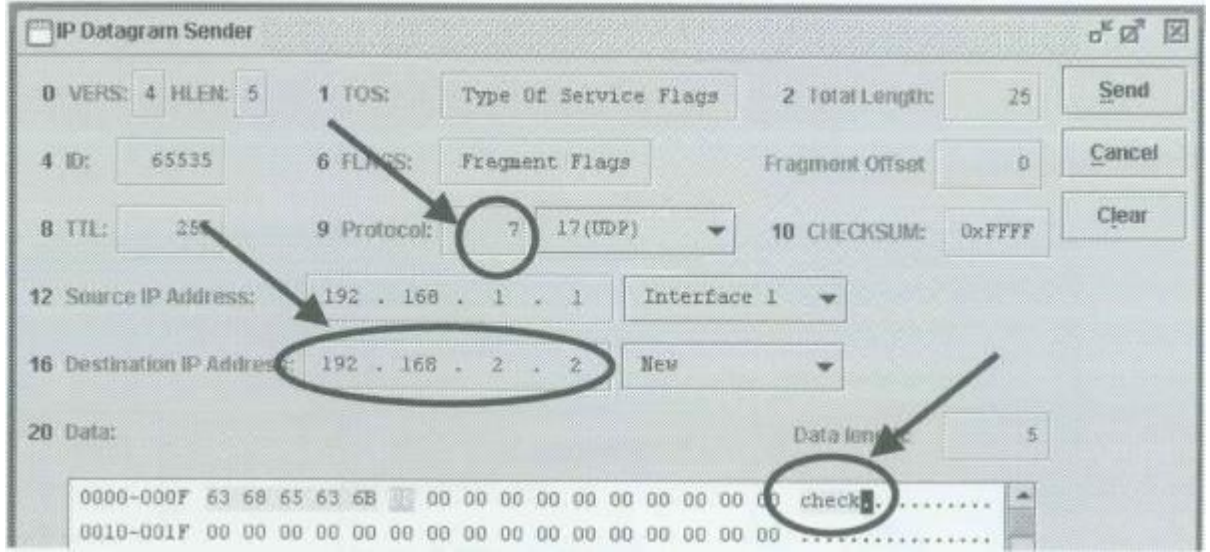 IP Datagram Sender
0 VERS: 4 HLEN: 5 1 TOS: Type Of Service Flags 2 Total Length: 25 Send
4 ID: 65535 6 FLAGS: Fragment Flags Fragment Offset 0 Cancel
8 TTL: 9 Protocol: 7 17(UDP) 10 CHECKSUM: 0xFFFF Clear
12 Source IP Address: 192 . 168 . 1 . 1 Interface 1
16 Destination IP Address: 192 . 168 . 2 . 2 New
20 Data: Data length: 5
0000-000F 63 68 65 63 6B 00 00 00 00 00 00 00 00 00 00 check...........
0010-001F 00 00 00 00 00 00 00 00 00 00 00 00 00 00 00 00 ................